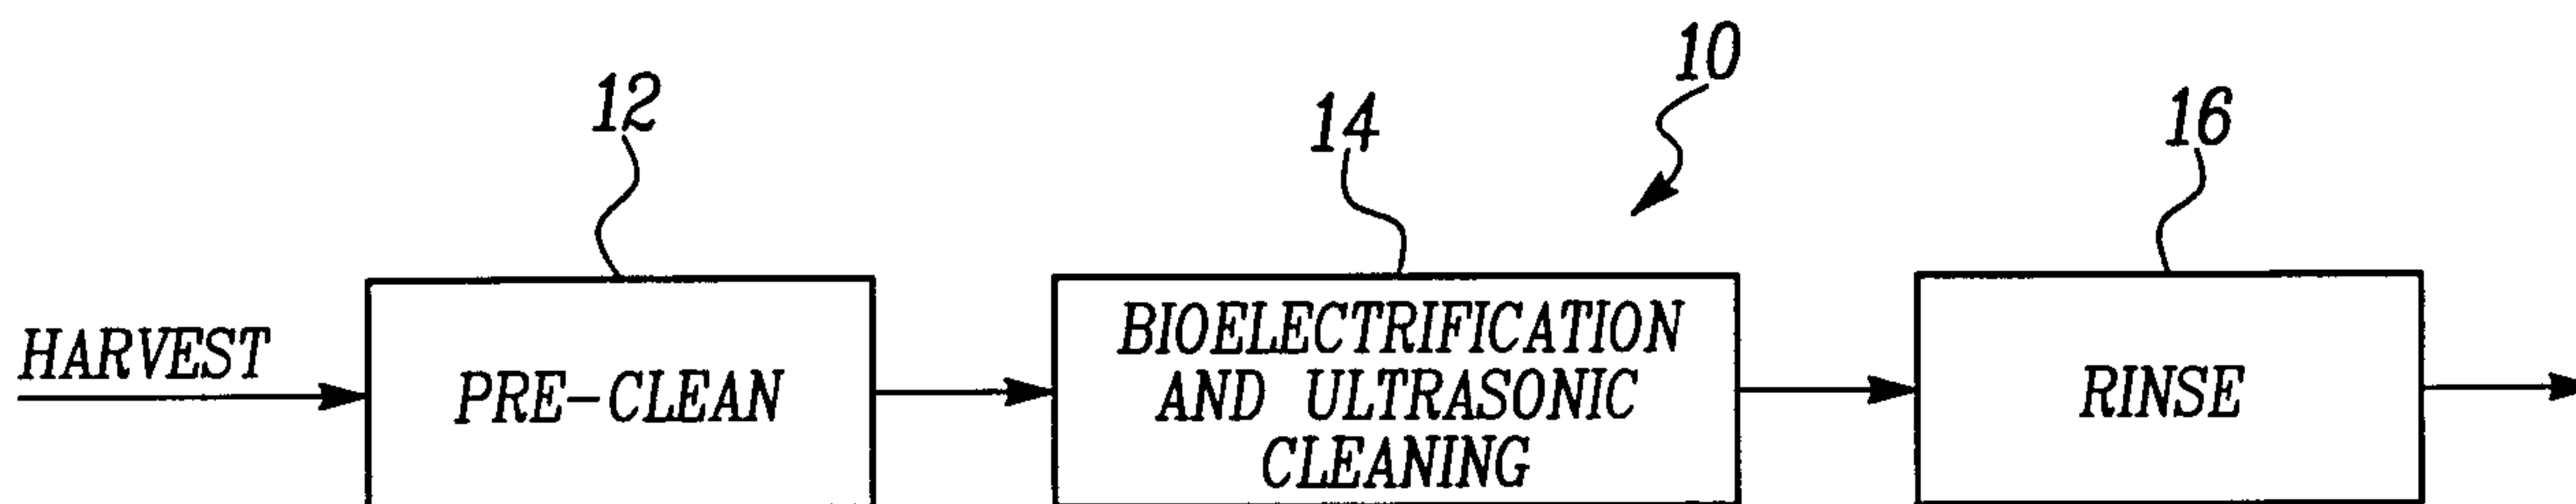 10
12
14
16
HARVEST
PRE-CLEAN
BIOELECTRIFICATION
AND ULTRASONIC
CLEANING
RINSE